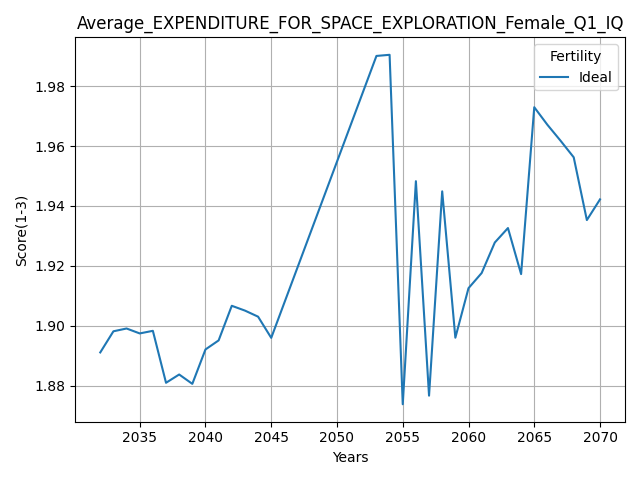 Average_EXPENDITURE_FOR_SPACE_EXPLORATION_Female_Q1_IQ
Fertility
Ideal
1.98
1.96
1.94
1.92
1.90
1.88
Score(1-3)
2035 2040 2045 2050 2055 2060 2065 2070
Years